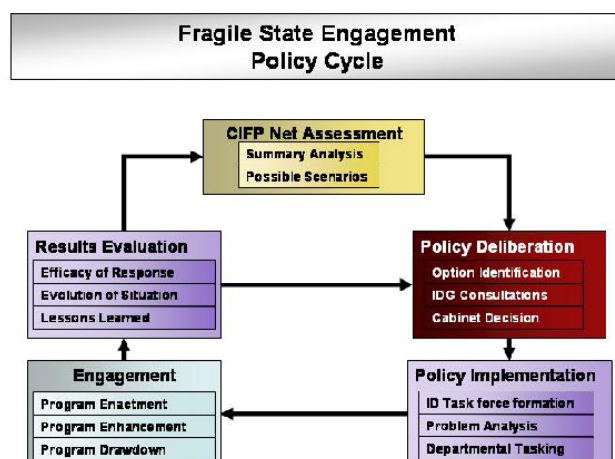 Fragile State Engagement
Policy Cycle
CIFP Net Assessment
Summary Analysis
Possible Scenarios
Results Evaluation
Efficacy of Response
Evolution of Situation
Lessons Learned
Policy Deliberation
Option Identification
IDG Consultations
Cabinet Decision
Engagement
Program Enactment
Program Enhancement
Program Drawdown
Policy Implementation
ID Task force formation
Problem Analysis
Departmental Tasking